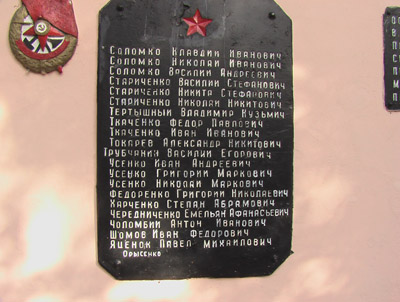 Соломко Клавдий Иванович
Соломко Николай Иванович
Соломко Василий Андреевич
Стариченко Василий Стефанович
Стариченко Никита Стефанович
Стариченко Николай Никитович
Тертышный Владимир Кузьмич
Ткаченко Федор Павлович
Ткаченко Иван Иванович
Токарев Александр Никитович
Трубчянин Василий Егорович
Усенко Иван Андреевич
Усенко Григорий Маркович
Усенко Николай Маркович
Федоренко Григорий Николаевич
Харченко Степан Абрамович
Чередниченко Емельян Афанасьевич
Чоломбий Антон Иванович
Шомов Иван Федорович
Яценок Павел Михайлович